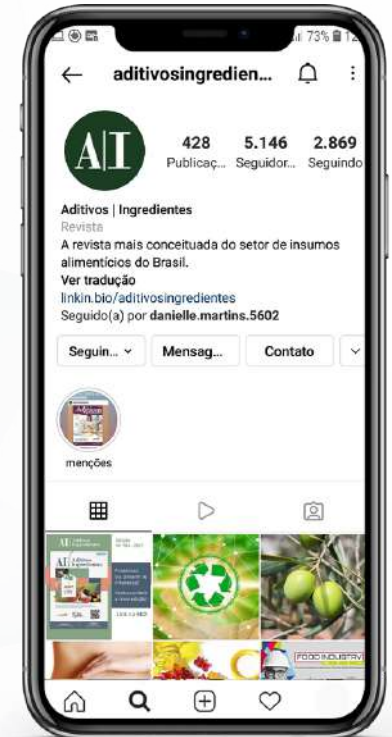 73%
aditivosingredien...
A|I
428 5.146 2.869
Publicaç... Seguidor... Seguindo
Aditivos | Ingredientes
Revista
A revista mais conceituada do setor de insumos
alimentícios do Brasil.
Ver tradução
linkin.bio/aditivosingredientes
Seguido(a) por danielle.martins.5602
Seguin... Mensag... Contato
menções
FOOD INDUSTRY